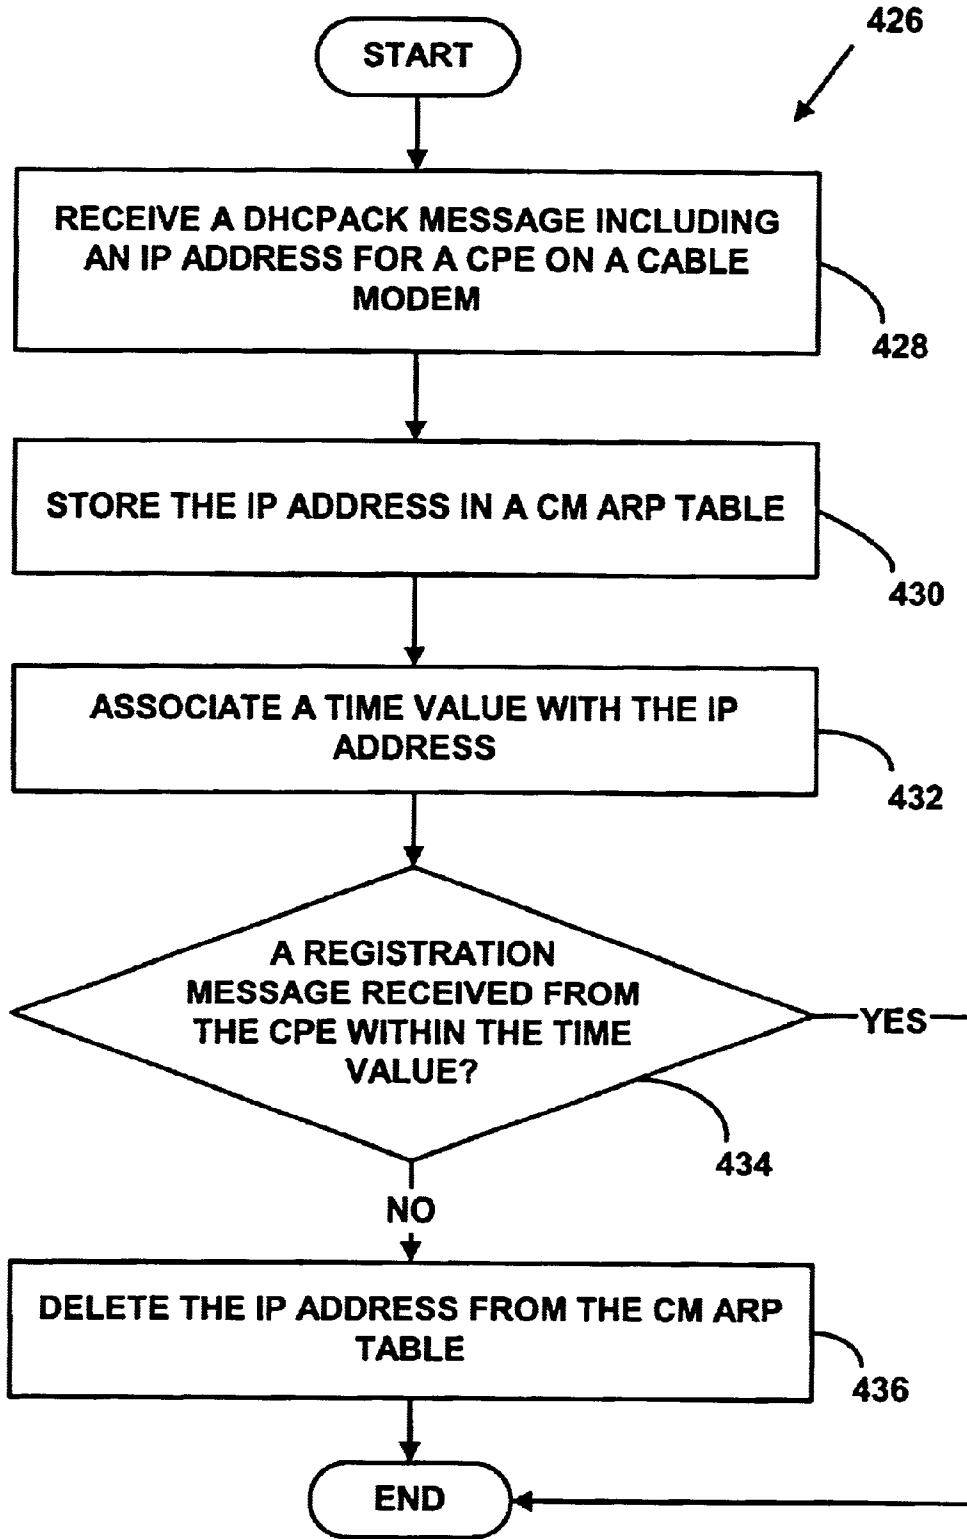 426
START
RECEIVE A DHCPACK MESSAGE INCLUDING
AN IP ADDRESS FOR A CPE ON A CABLE
MODEM
428
STORE THE IP ADDRESS IN A CM ARP TABLE
430
ASSOCIATE A TIME VALUE WITH THE IP
ADDRESS
432
A REGISTRATION
MESSAGE RECEIVED FROM
THE CPE WITHIN THE TIME
VALUE?
YES
434
NO
DELETE THE IP ADDRESS FROM THE CM ARP
TABLE
436
END